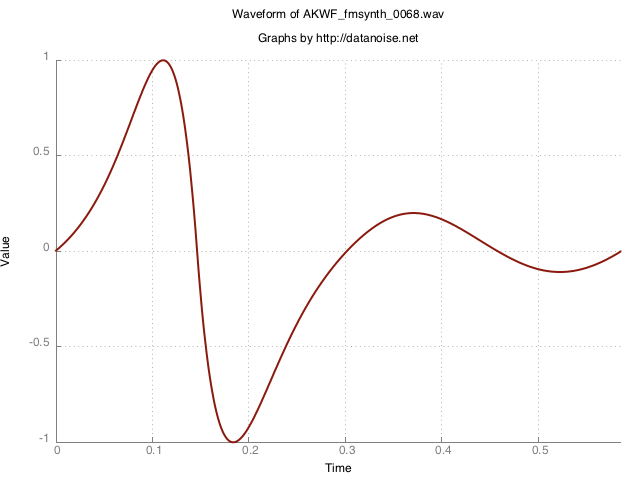 Waveform of AKWF_fmsynth_0068.wav
Graphs by http://datanoise.net
1
0.5
0
-0.5
-1
Value
0 0.1 0.2 0.3 0.4 0.5
Time